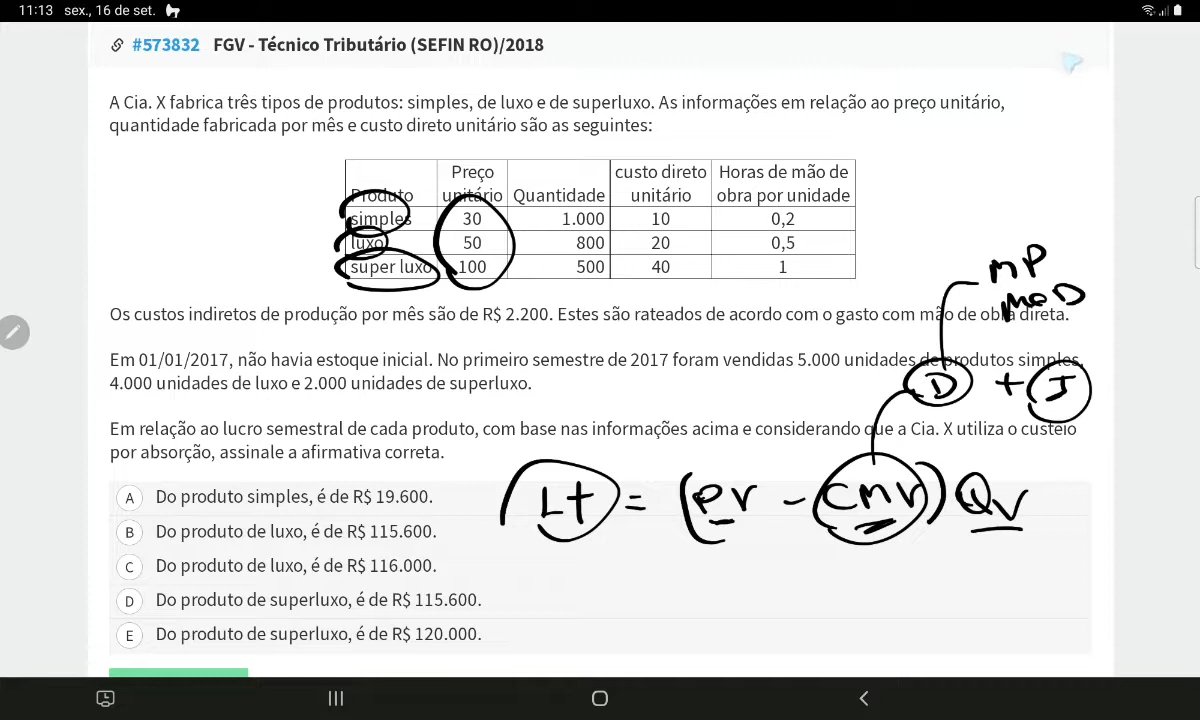 11:13 sex., 16 de set.
#573832 FGV - Técnico Tributário (SEFIN RO)/2018
A Cia. X fabrica três tipos de produtos: simples, de luxo e de superluxo. As informações em relação ao preço unitário,
quantidade fabricada por mês e custo direto unitário são as seguintes:
Produto Preço unitário Quantidade custo direto unitário Horas de mão de obra por unidade
simples 30 1.000 10 0,2
luxo 50 800 20 0,5
super luxo 100 500 40 1
MP
MOD
Os custos indiretos de produção por mês são de R$ 2.200. Estes são rateados de acordo com o gasto com mão de obra direta.
Em 01/01/2017, não havia estoque inicial. No primeiro semestre de 2017 foram vendidas 5.000 unidades de produtos simples,
4.000 unidades de luxo e 2.000 unidades de superluxo.
D + I
Em relação ao lucro semestral de cada produto, com base nas informações acima e considerando que a Cia. X utiliza o custeio
por absorção, assinale a afirmativa correta.
Lt = (PV - CMV) QV
A Do produto simples, é de R$ 19.600.
B Do produto de luxo, é de R$ 115.600.
C Do produto de luxo, é de R$ 116.000.
D Do produto de superluxo, é de R$ 115.600.
E Do produto de superluxo, é de R$ 120.000.